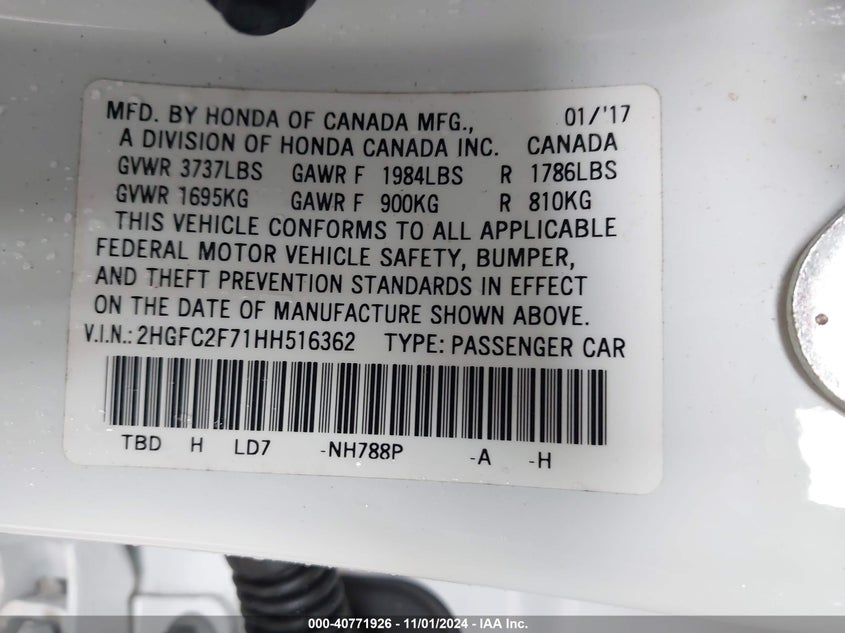 MFD. BY HONDA OF CANADA MFG., 01/'17
A DIVISION OF HONDA CANADA INC. CANADA
GVWR 3737LBS GAWR F 1984LBS R 1786LBS
GVWR 1695KG GAWR F 900KG R 810KG
THIS VEHICLE CONFORMS TO ALL APPLICABLE
FEDERAL MOTOR VEHICLE SAFETY, BUMPER,
AND THEFT PREVENTION STANDARDS IN EFFECT
ON THE DATE OF MANUFACTURE SHOWN ABOVE.
V.I.N.: 2HGFC2F71HH516362 TYPE: PASSENGER CAR
TBD H LD7 -NH788P -A -H
000-40771926 - 11/01/2024 - © IAA Inc.